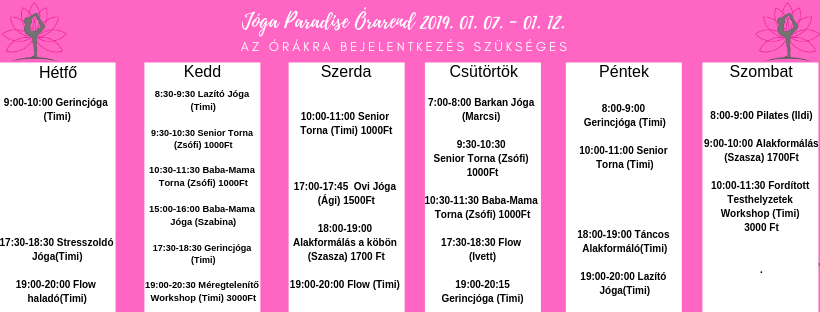 Jóga Paradise Órarend 2019. 01. 07. - 01. 12.
AZ ÓRÁKRA BEJELENTKEZÉS SZÜKSÉGES
Hétfő
9:00-10:00 Gerincjóga
(Timi)
17:30-18:30 Stresszoldó
Jóga(Timi)
19:00-20:00 Flow
haladó(Timi)
Kedd
8:30-9:30 Lazító Jóga
(Timi)
9:30-10:30 Senior Torna
(Zsófi) 1000Ft
10:30-11:30 Baba-Mama
Torna (Zsófi) 1000Ft
15:00-16:00 Baba-Mama
Jóga (Szabina)
17:30-18:30 Gerincjóga
(Timi)
19:00-20:30 Méregtelenítő
Workshop (Timi) 3000Ft
Szerda
10:00-11:00 Senior
Torna (Timi) 1000Ft
17:00-17:45 Ovi Jóga
(Ági) 1500Ft
18:00-19:00
Alakformálás a köbön
(Szasza) 1700 Ft
19:00-20:00 Flow (Timi)
Csütörtök
7:00-8:00 Barkan Jóga
(Marcsi)
9:30-10:30
Senior Torna (Zsófi)
1000Ft
10:30-11:30 Baba-Mama
Torna (Zsófi) 1000Ft
17:30-18:30 Flow
(Ivett)
19:00-20:15
Gerincjóga (Timi)
Péntek
8:00-9:00
Gerincjóga (Timi)
10:00-11:00 Senior
Torna (Timi)
18:00-19:00 Táncos
Alakformáló(Timi)
19:00-20:00 Lazító
Jóga(Timi)
Szombat
8:00-9:00 Pilates (Ildi)
9:00-10:00 Alakformálás
(Szasza) 1700Ft
10:00-11:30 Fordított
Testhelyzetek
Workshop (Timi)
3000 Ft
.